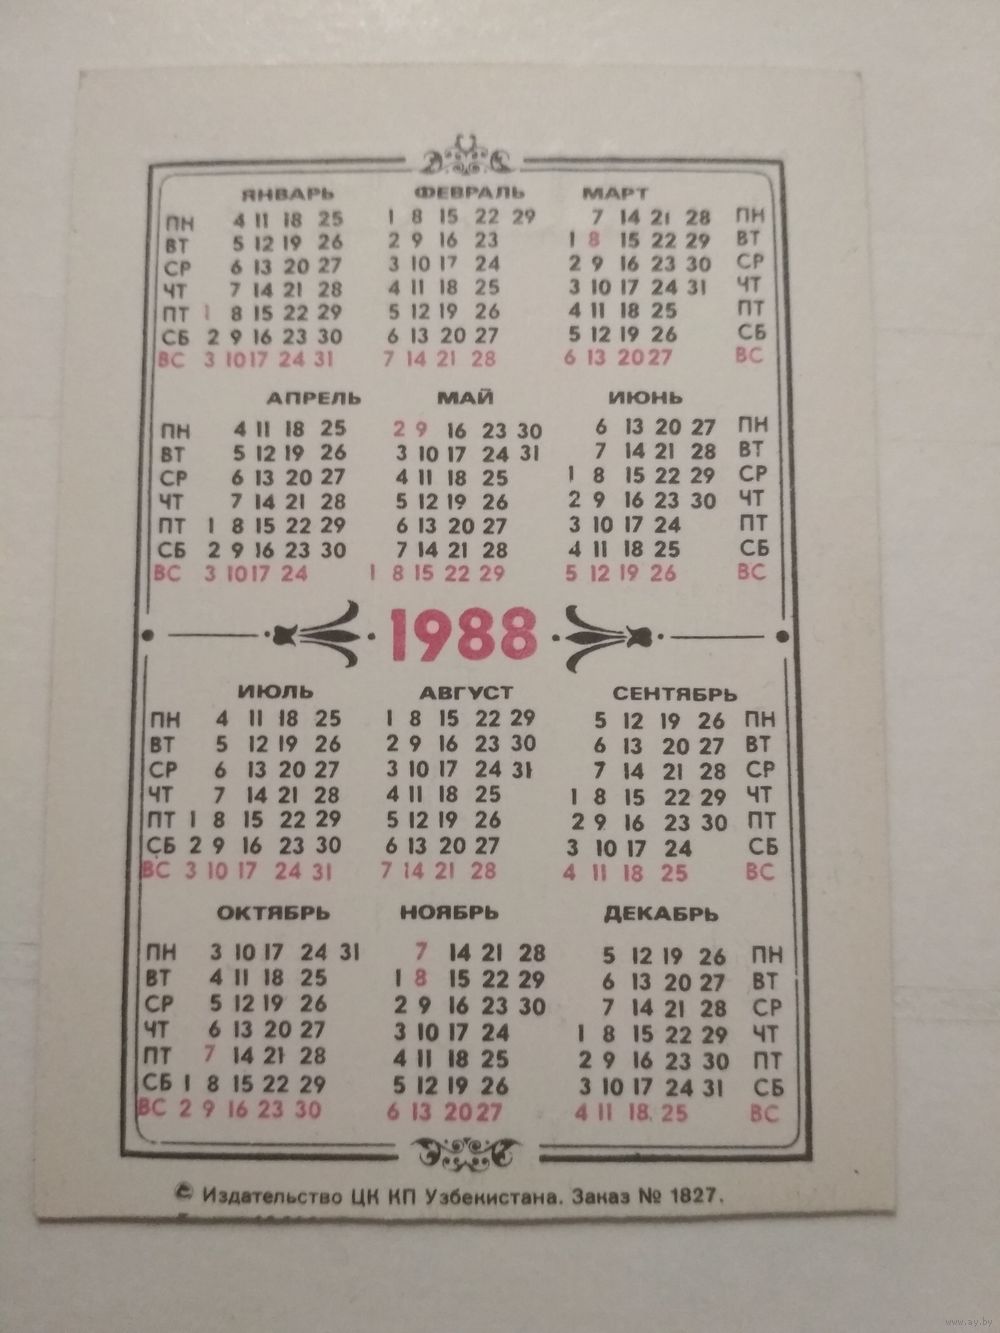 ЯНВАРЬ ФЕВРАЛЬ МАРТ
ПН 4 11 18 25 1 8 15 22 29 7 14 21 28 ПН
ВТ 5 12 19 26 2 9 16 23 1 8 15 22 29 ВТ
СР 6 13 20 27 3 10 17 24 2 9 16 23 30 СР
ЧТ 7 14 21 28 4 11 18 25 3 10 17 24 31 ЧТ
ПТ 1 8 15 22 29 5 12 19 26 4 11 18 25 ПТ
СБ 2 9 16 23 30 6 13 20 27 5 12 19 26 СБ
ВС 3 10 17 24 31 7 14 21 28 6 13 20 27 ВС
АПРЕЛЬ МАЙ ИЮНЬ
ПН 4 11 18 25 2 9 16 23 30 6 13 20 27 ПН
ВТ 5 12 19 26 3 10 17 24 31 7 14 21 28 ВТ
СР 6 13 20 27 4 11 18 25 1 8 15 22 29 СР
ЧТ 7 14 21 28 5 12 19 26 2 9 16 23 30 ЧТ
ПТ 1 8 15 22 29 6 13 20 27 3 10 17 24 ПТ
СБ 2 9 16 23 30 7 14 21 28 4 11 18 25 СБ
ВС 3 10 17 24 1 8 15 22 29 5 12 19 26 ВС
1988
ИЮЛЬ АВГУСТ СЕНТЯБРЬ
ПН 4 11 18 25 1 8 15 22 29 5 12 19 26 ПН
ВТ 5 12 19 26 2 9 16 23 30 6 13 20 27 ВТ
СР 6 13 20 27 3 10 17 24 31 7 14 21 28 СР
ЧТ 7 14 21 28 4 11 18 25 1 8 15 22 29 ЧТ
ПТ 1 8 15 22 29 5 12 19 26 2 9 16 23 30 ПТ
СБ 2 9 16 23 30 6 13 20 27 3 10 17 24 СБ
ВС 3 10 17 24 31 7 14 21 28 4 11 18 25 ВС
ОКТЯБРЬ НОЯБРЬ ДЕКАБРЬ
ПН 3 10 17 24 31 7 14 21 28 5 12 19 26 ПН
ВТ 4 11 18 25 1 8 15 22 29 6 13 20 27 ВТ
СР 5 12 19 26 2 9 16 23 30 7 14 21 28 СР
ЧТ 6 13 20 27 3 10 17 24 1 8 15 22 29 ЧТ
ПТ 7 14 21 28 4 11 18 25 2 9 16 23 30 ПТ
СБ 1 8 15 22 29 5 12 19 26 3 10 17 24 31 СБ
ВС 2 9 16 23 30 6 13 20 27 4 11 18 25 ВС
© Издательство ЦК КП Узбекистана. Заказ № 1827.
www.ay.by